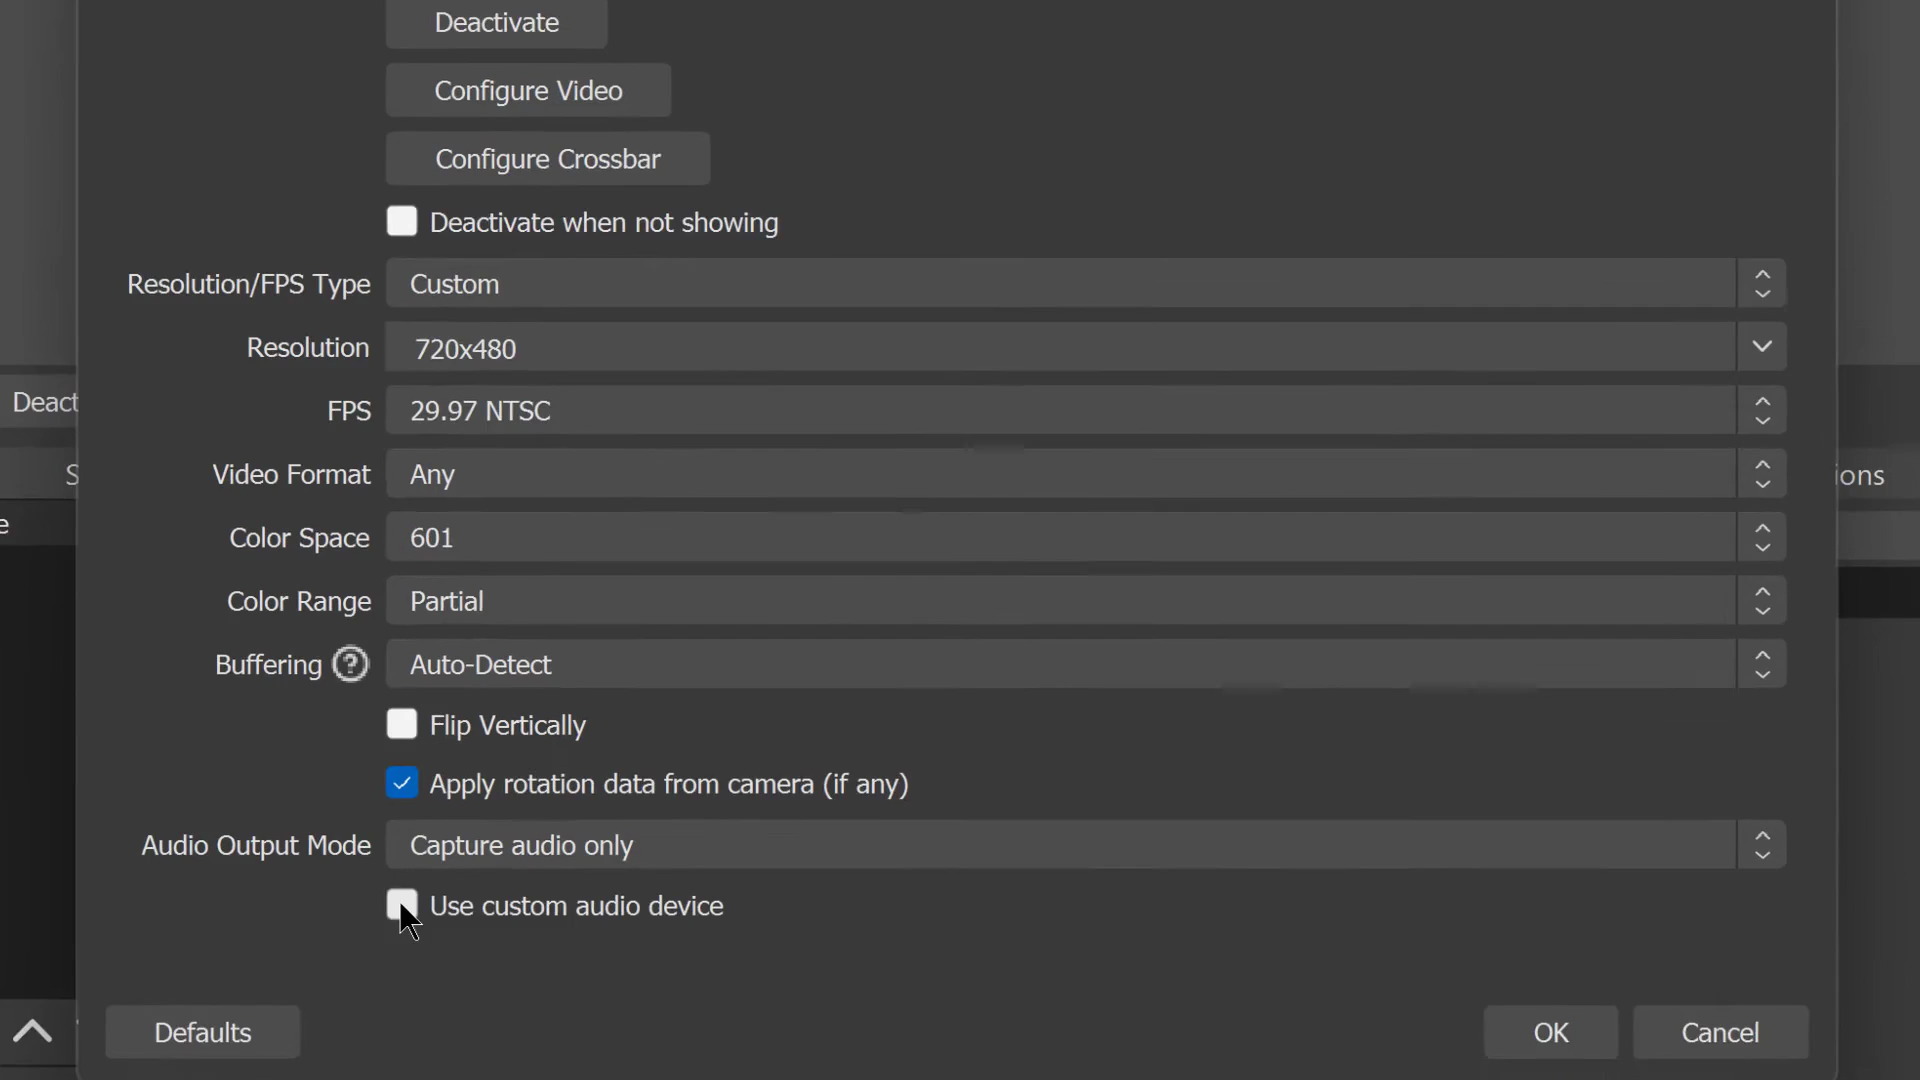 Deactivate
Configure Video
Configure Crossbar
Deactivate when not showing
Resolution/FPS Type Custom
Resolution 720x480
FPS 29.97 NTSC
Deact
Video Format Any
S
ions
Color Space 601
e
Color Range Partial
Buffering ? Auto-Detect
Flip Vertically
Apply rotation data from camera (if any)
Audio Output Mode Capture audio only
Use custom audio device
Defaults OK Cancel